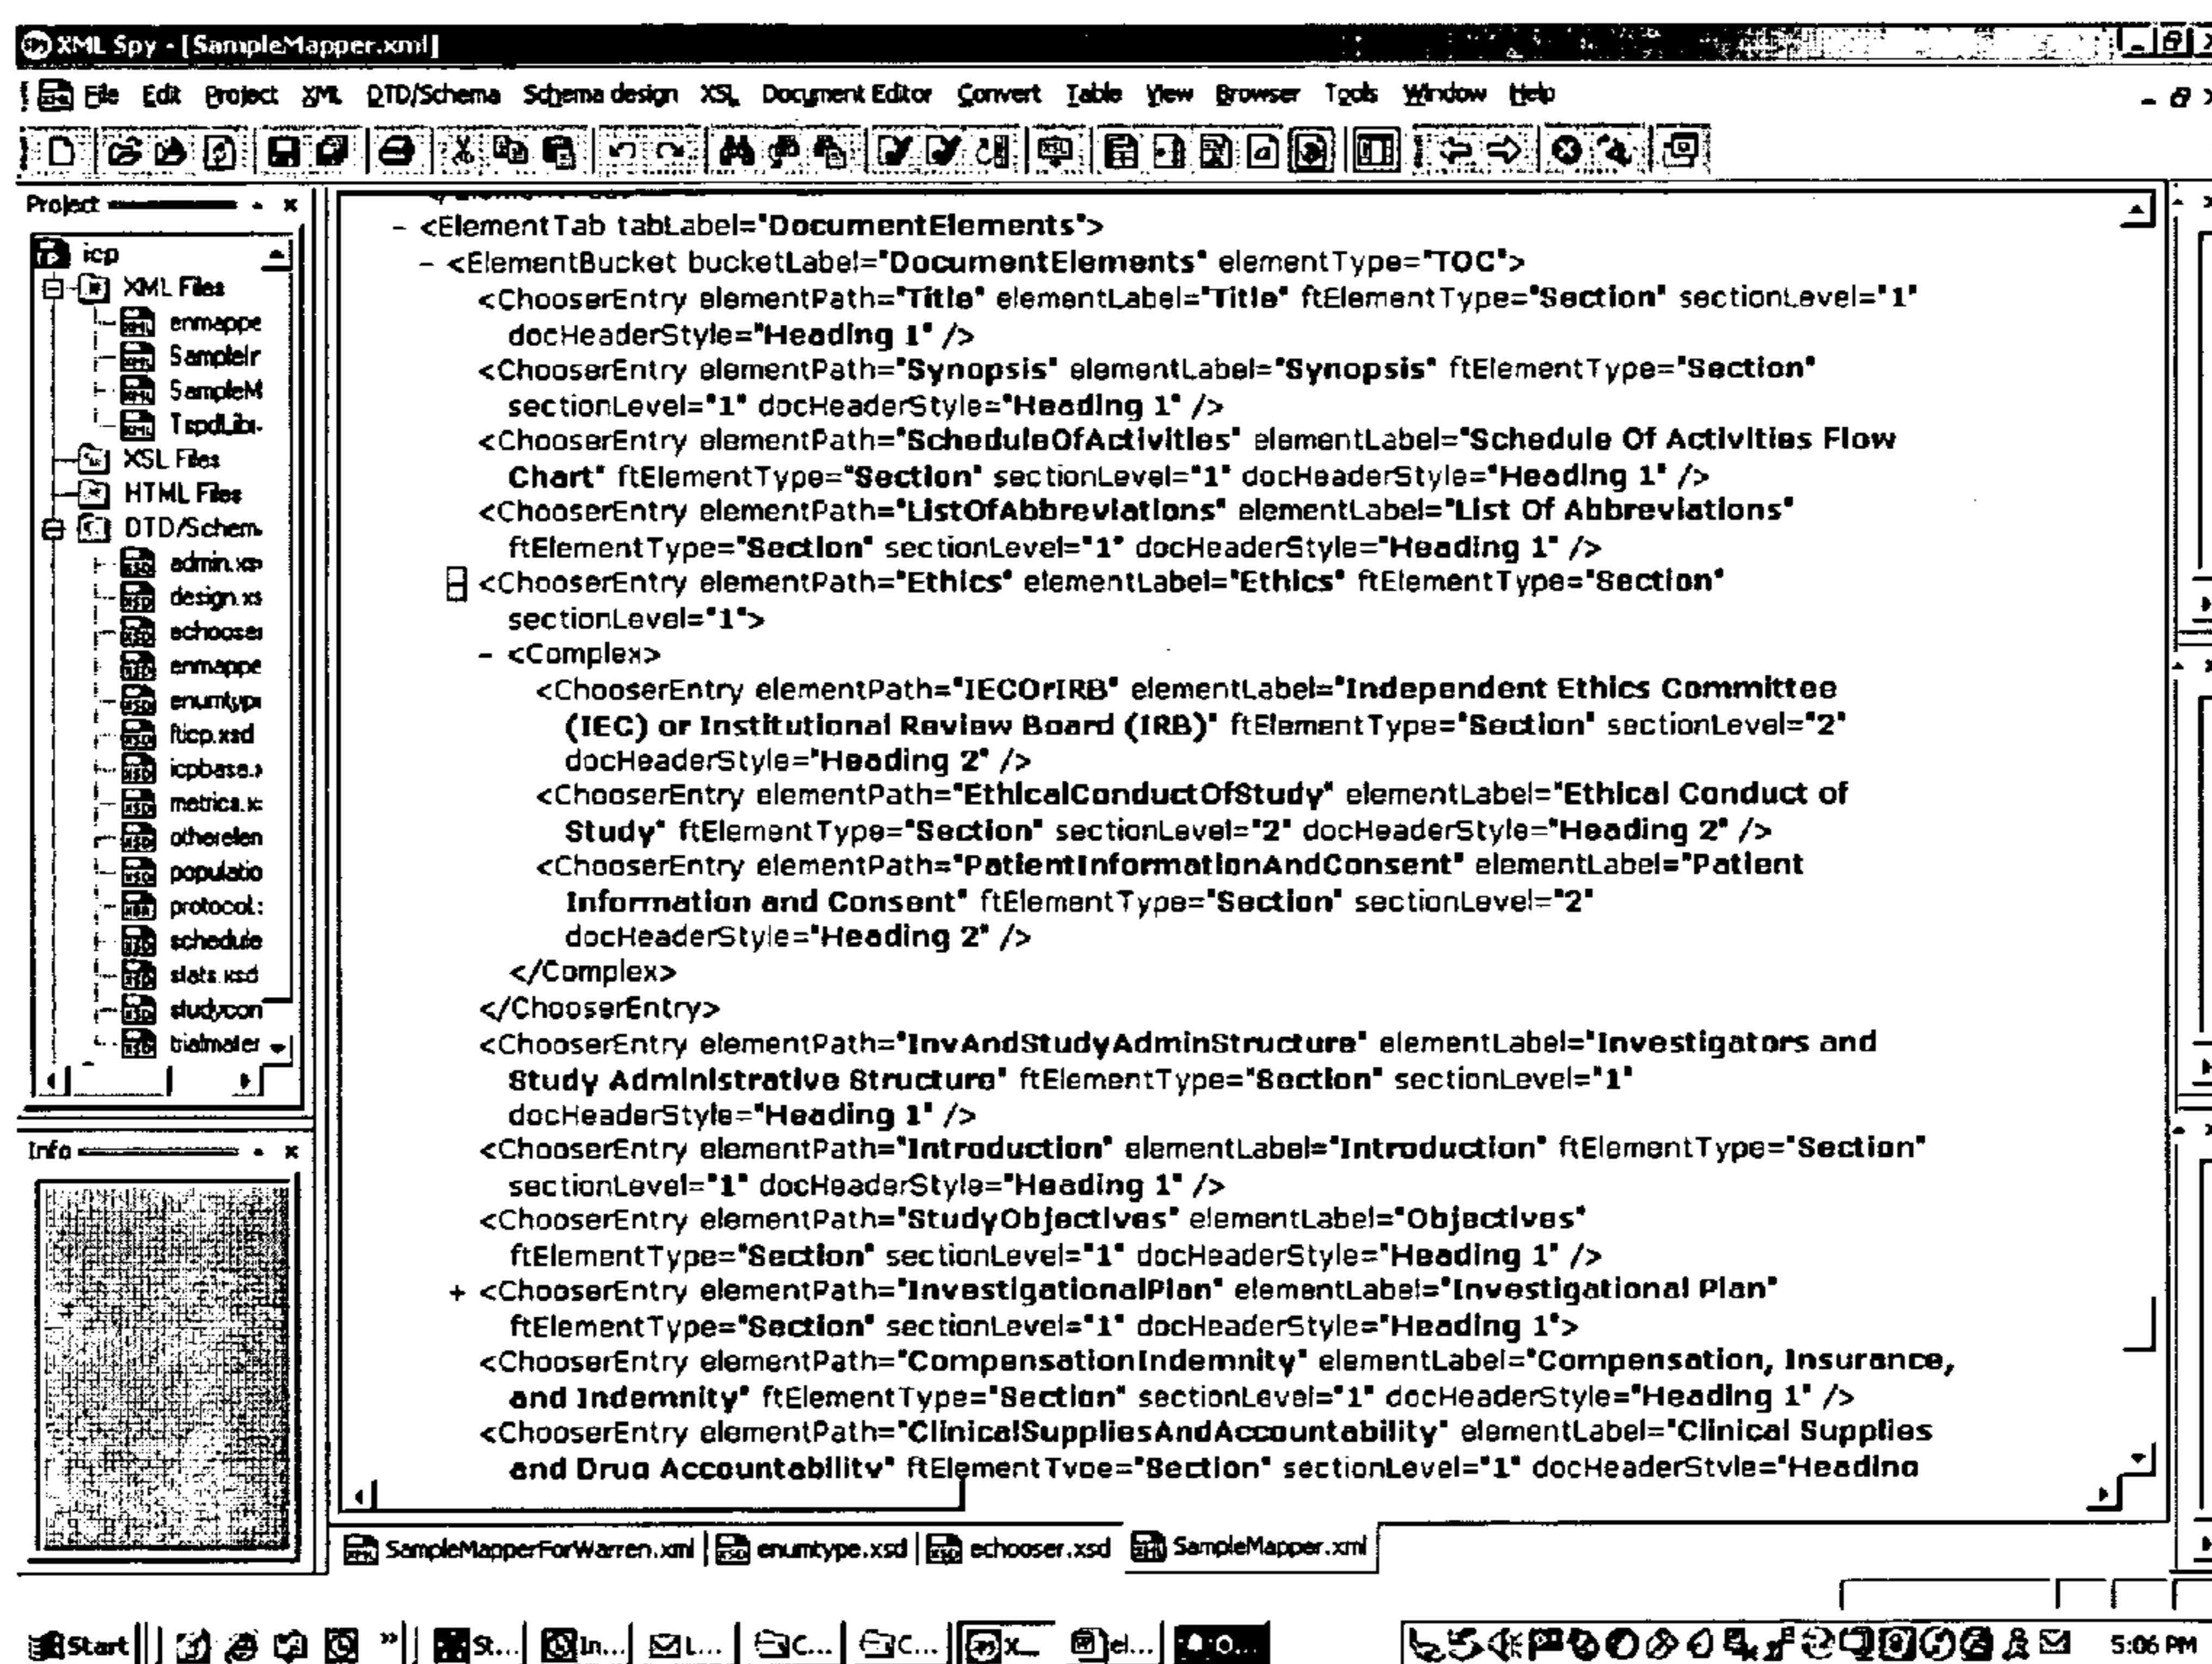 XML Spy - [SampleMapper.xml]
File Edit Project XML DTD/Schema Schema design XSL Document Editor Convert Table View Browser Tools Window Help
Project
icp
XML Files
enmappe
SampleIr
SampleM
TspdLibr
XSL Files
HTML Files
DTD/Schem
admin.xs
design.xs
echooser
enmappe
enumtyp
fticp.xsd
icpbase.x
metrica.x
otherelen
populatio
protocol.
schedule
stats.xsd
studycon
trialmater
Info
- <ElementTab tabLabel="DocumentElements">
- <ElementBucket bucketLabel="DocumentElements" elementType="TOC">
<ChooserEntry elementPath="Title" elementLabel="Title" ftElementType="Section" sectionLevel="1"
docHeaderStyle="Heading 1" />
<ChooserEntry elementPath="Synopsis" elementLabel="Synopsis" ftElementType="Section"
sectionLevel="1" docHeaderStyle="Heading 1" />
<ChooserEntry elementPath="ScheduleOfActivities" elementLabel="Schedule Of Activities Flow
Chart" ftElementType="Section" sectionLevel="1" docHeaderStyle="Heading 1" />
<ChooserEntry elementPath="ListOfAbbreviations" elementLabel="List Of Abbreviations"
ftElementType="Section" sectionLevel="1" docHeaderStyle="Heading 1" />
- <ChooserEntry elementPath="Ethics" elementLabel="Ethics" ftElementType="Section"
sectionLevel="1">
- <Complex>
<ChooserEntry elementPath="IECOrIRB" elementLabel="Independent Ethics Committee
(IEC) or Institutional Review Board (IRB)" ftElementType="Section" sectionLevel="2"
docHeaderStyle="Heading 2" />
<ChooserEntry elementPath="EthicalConductOfStudy" elementLabel="Ethical Conduct of
Study" ftElementType="Section" sectionLevel="2" docHeaderStyle="Heading 2" />
<ChooserEntry elementPath="PatientInformationAndConsent" elementLabel="Patient
Information and Consent" ftElementType="Section" sectionLevel="2"
docHeaderStyle="Heading 2" />
</Complex>
</ChooserEntry>
<ChooserEntry elementPath="InvAndStudyAdminStructure" elementLabel="Investigators and
Study Administrative Structure" ftElementType="Section" sectionLevel="1"
docHeaderStyle="Heading 1" />
<ChooserEntry elementPath="Introduction" elementLabel="Introduction" ftElementType="Section"
sectionLevel="1" docHeaderStyle="Heading 1" />
<ChooserEntry elementPath="StudyObjectives" elementLabel="Objectives"
ftElementType="Section" sectionLevel="1" docHeaderStyle="Heading 1" />
+ <ChooserEntry elementPath="InvestigationalPlan" elementLabel="Investigational Plan"
ftElementType="Section" sectionLevel="1" docHeaderStyle="Heading 1">
<ChooserEntry elementPath="CompensationIndemnity" elementLabel="Compensation, Insurance,
and Indemnity" ftElementType="Section" sectionLevel="1" docHeaderStyle="Heading 1" />
<ChooserEntry elementPath="ClinicalSuppliesAndAccountability" elementLabel="Clinical Supplies
and Drug Accountability" ftElementType="Section" sectionLevel="1" docHeaderStyle="Heading
SampleMapperForWarren.xml enumtype.xsd echooser.xsd SampleMapper.xml
Start St... In... L... C... C... X... el... O... 5:06 PM